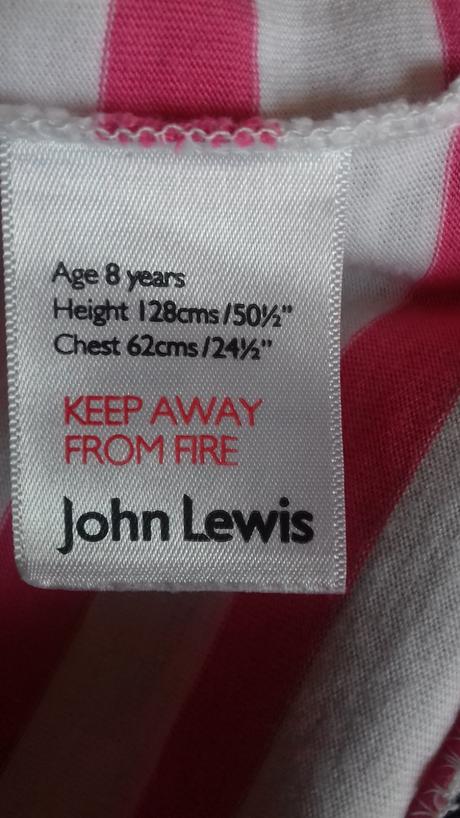 Age 8 years
Height 128cms/50½"
Chest 62cms/24½"
KEEP AWAY
FROM FIRE
John Lewis